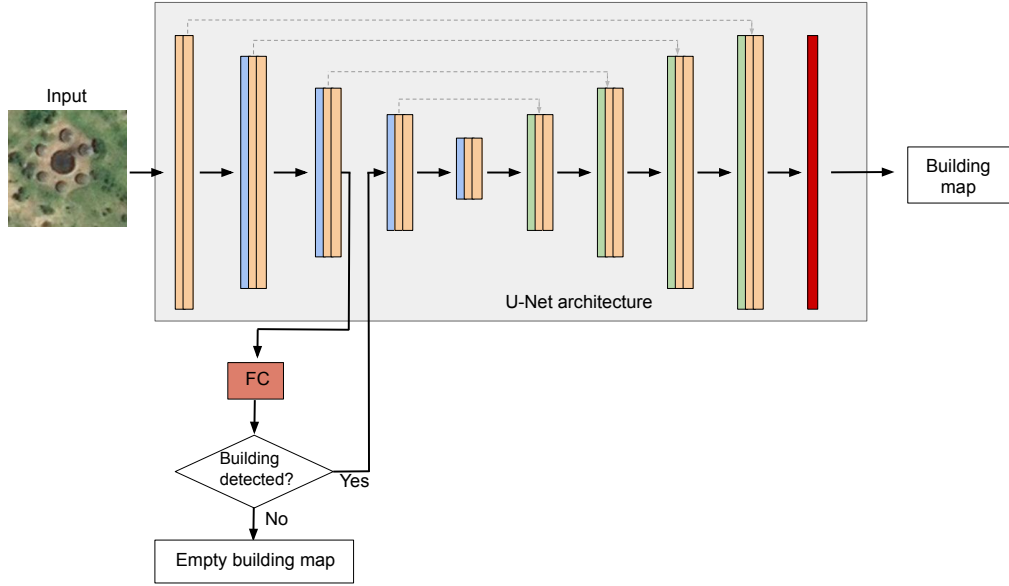 Input
Building
map
U-Net architecture
FC
Building
detected?
Yes
No
Empty building map